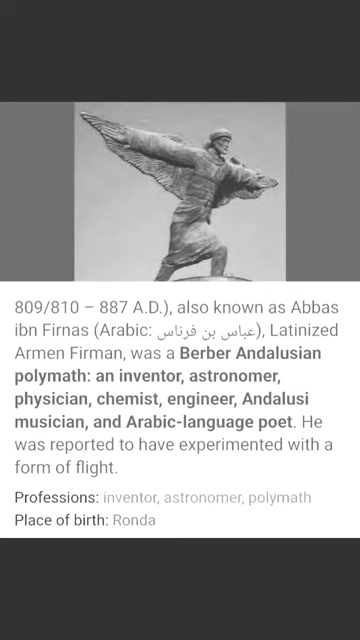 809/810 – 887 A.D.), also known as Abbas
ibn Firnas (Arabic: عباس بن فرناس), Latinized
Armen Firman, was a Berber Andalusian
polymath: an inventor, astronomer,
physician, chemist, engineer, Andalusi
musician, and Arabic-language poet. He
was reported to have experimented with a
form of flight.
Professions: inventor, astronomer, polymath
Place of birth: Ronda